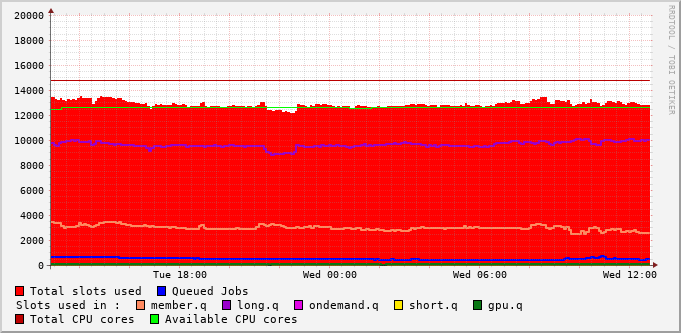 20000
18000
16000
14000
12000
10000
8000
6000
4000
2000
0
Tue 18:00 Wed 00:00 Wed 06:00 Wed 12:00
RRDTOOL / TOBI OETIKER
Total slots used Queued Jobs
Slots used in : member.q long.q ondemand.q short.q gpu.q
Total CPU cores Available CPU cores